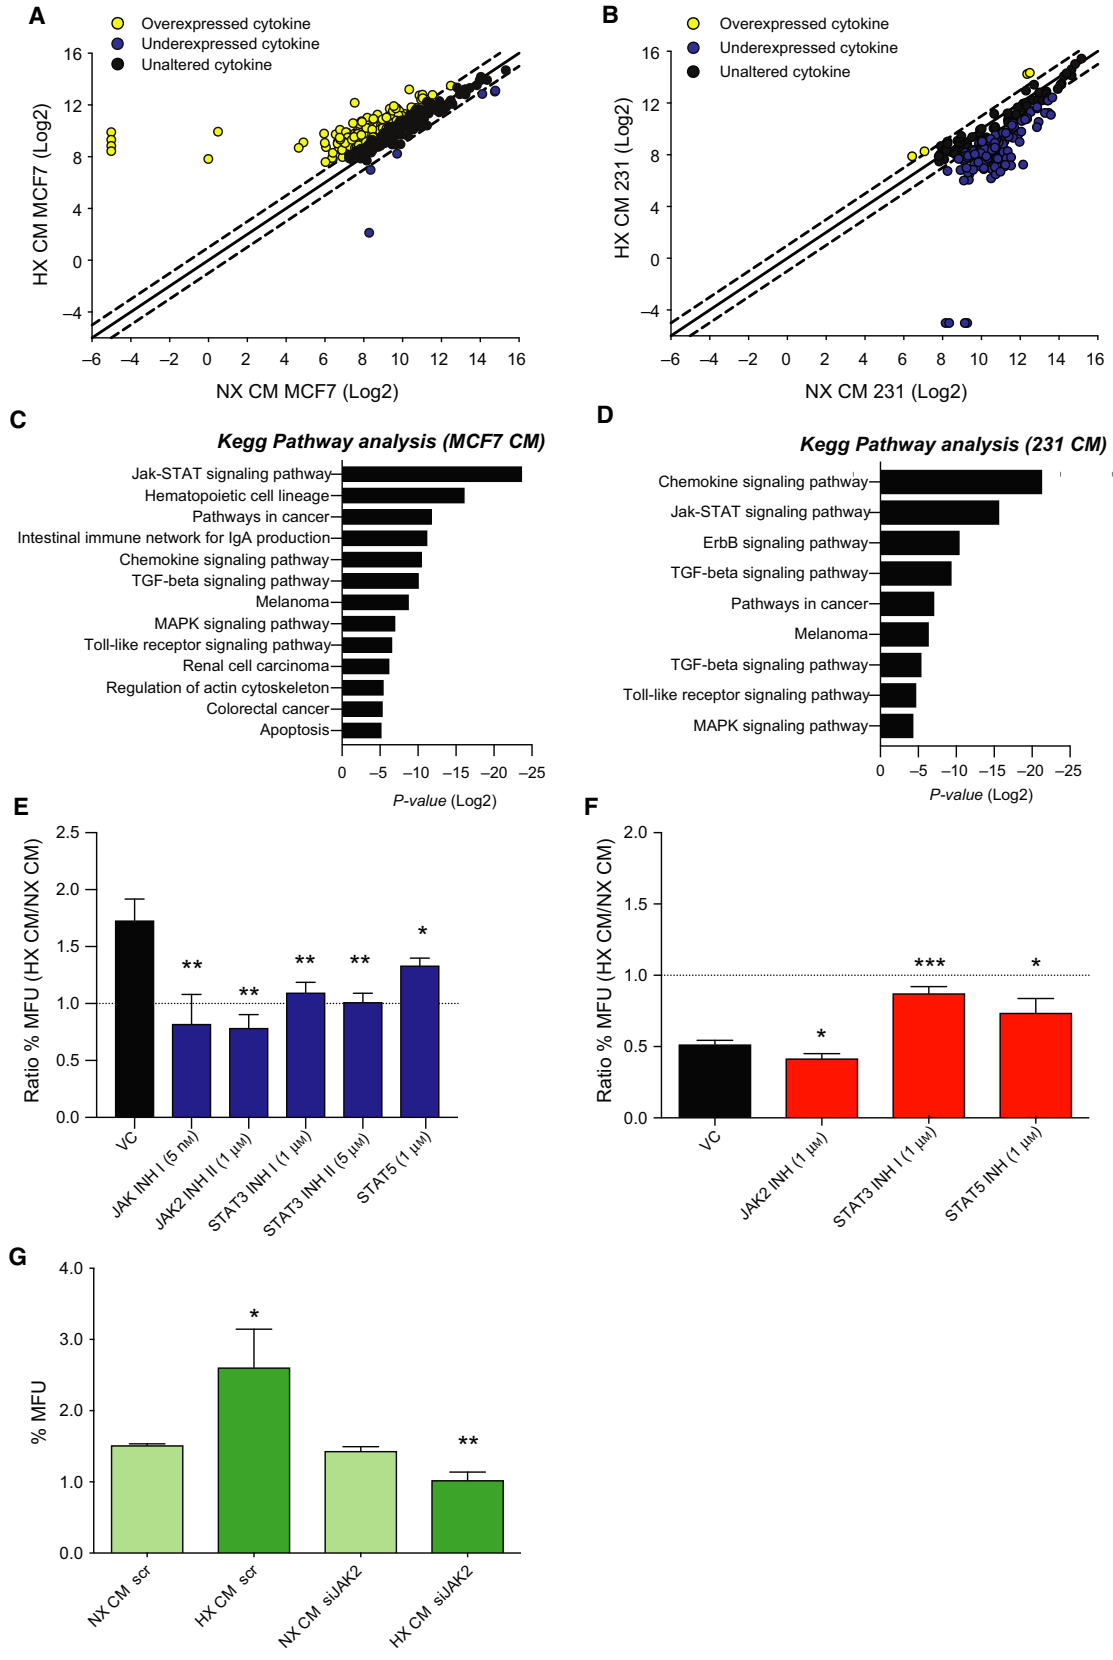 A
Overexpressed cytokine
Underexpressed cytokine
Unaltered cytokine
16
12
8
4
0
–4
–6 –4 –2 0 2 4 6 8 10 12 14 16
HX CM MCF7 (Log2)
NX CM MCF7 (Log2)
B
Overexpressed cytokine
Underexpressed cytokine
Unaltered cytokine
16
12
8
4
0
–4
–6 –4 –2 0 2 4 6 8 10 12 14 16
HX CM 231 (Log2)
NX CM 231 (Log2)
C
Kegg Pathway analysis (MCF7 CM)
Jak-STAT signaling pathway
Hematopoietic cell lineage
Pathways in cancer
Intestinal immune network for IgA production
Chemokine signaling pathway
TGF-beta signaling pathway
Melanoma
MAPK signaling pathway
Toll-like receptor signaling pathway
Renal cell carcinoma
Regulation of actin cytoskeleton
Colorectal cancer
Apoptosis
0 –5 –10 –15 –20 –25
P-value (Log2)
D
Kegg Pathway analysis (231 CM)
Chemokine signaling pathway
Jak-STAT signaling pathway
ErbB signaling pathway
TGF-beta signaling pathway
Pathways in cancer
Melanoma
TGF-beta signaling pathway
Toll-like receptor signaling pathway
MAPK signaling pathway
0 –5 –10 –15 –20 –25
P-value (Log2)
E
Ratio % MFU (HX CM/NX CM)
2.5
2.0
1.5
1.0
0.5
0.0
** ** ** ** *
VC
JAK INH I (5 nM)
JAK2 INH II (1 μM)
STAT3 INH I (1 μM)
STAT3 INH II (5 μM)
STAT5 (1 μM)
F
Ratio % MFU (HX CM/NX CM)
2.0
1.5
1.0
0.5
0.0
* *** *
VC
JAK2 INH (1 μM)
STAT3 INH I (1 μM)
STAT5 INH (1 μM)
G
% MFU
4.0
3.0
2.0
1.0
0.0
* **
NX CM scr
HX CM scr
NX CM siJAK2
HX CM siJAK2